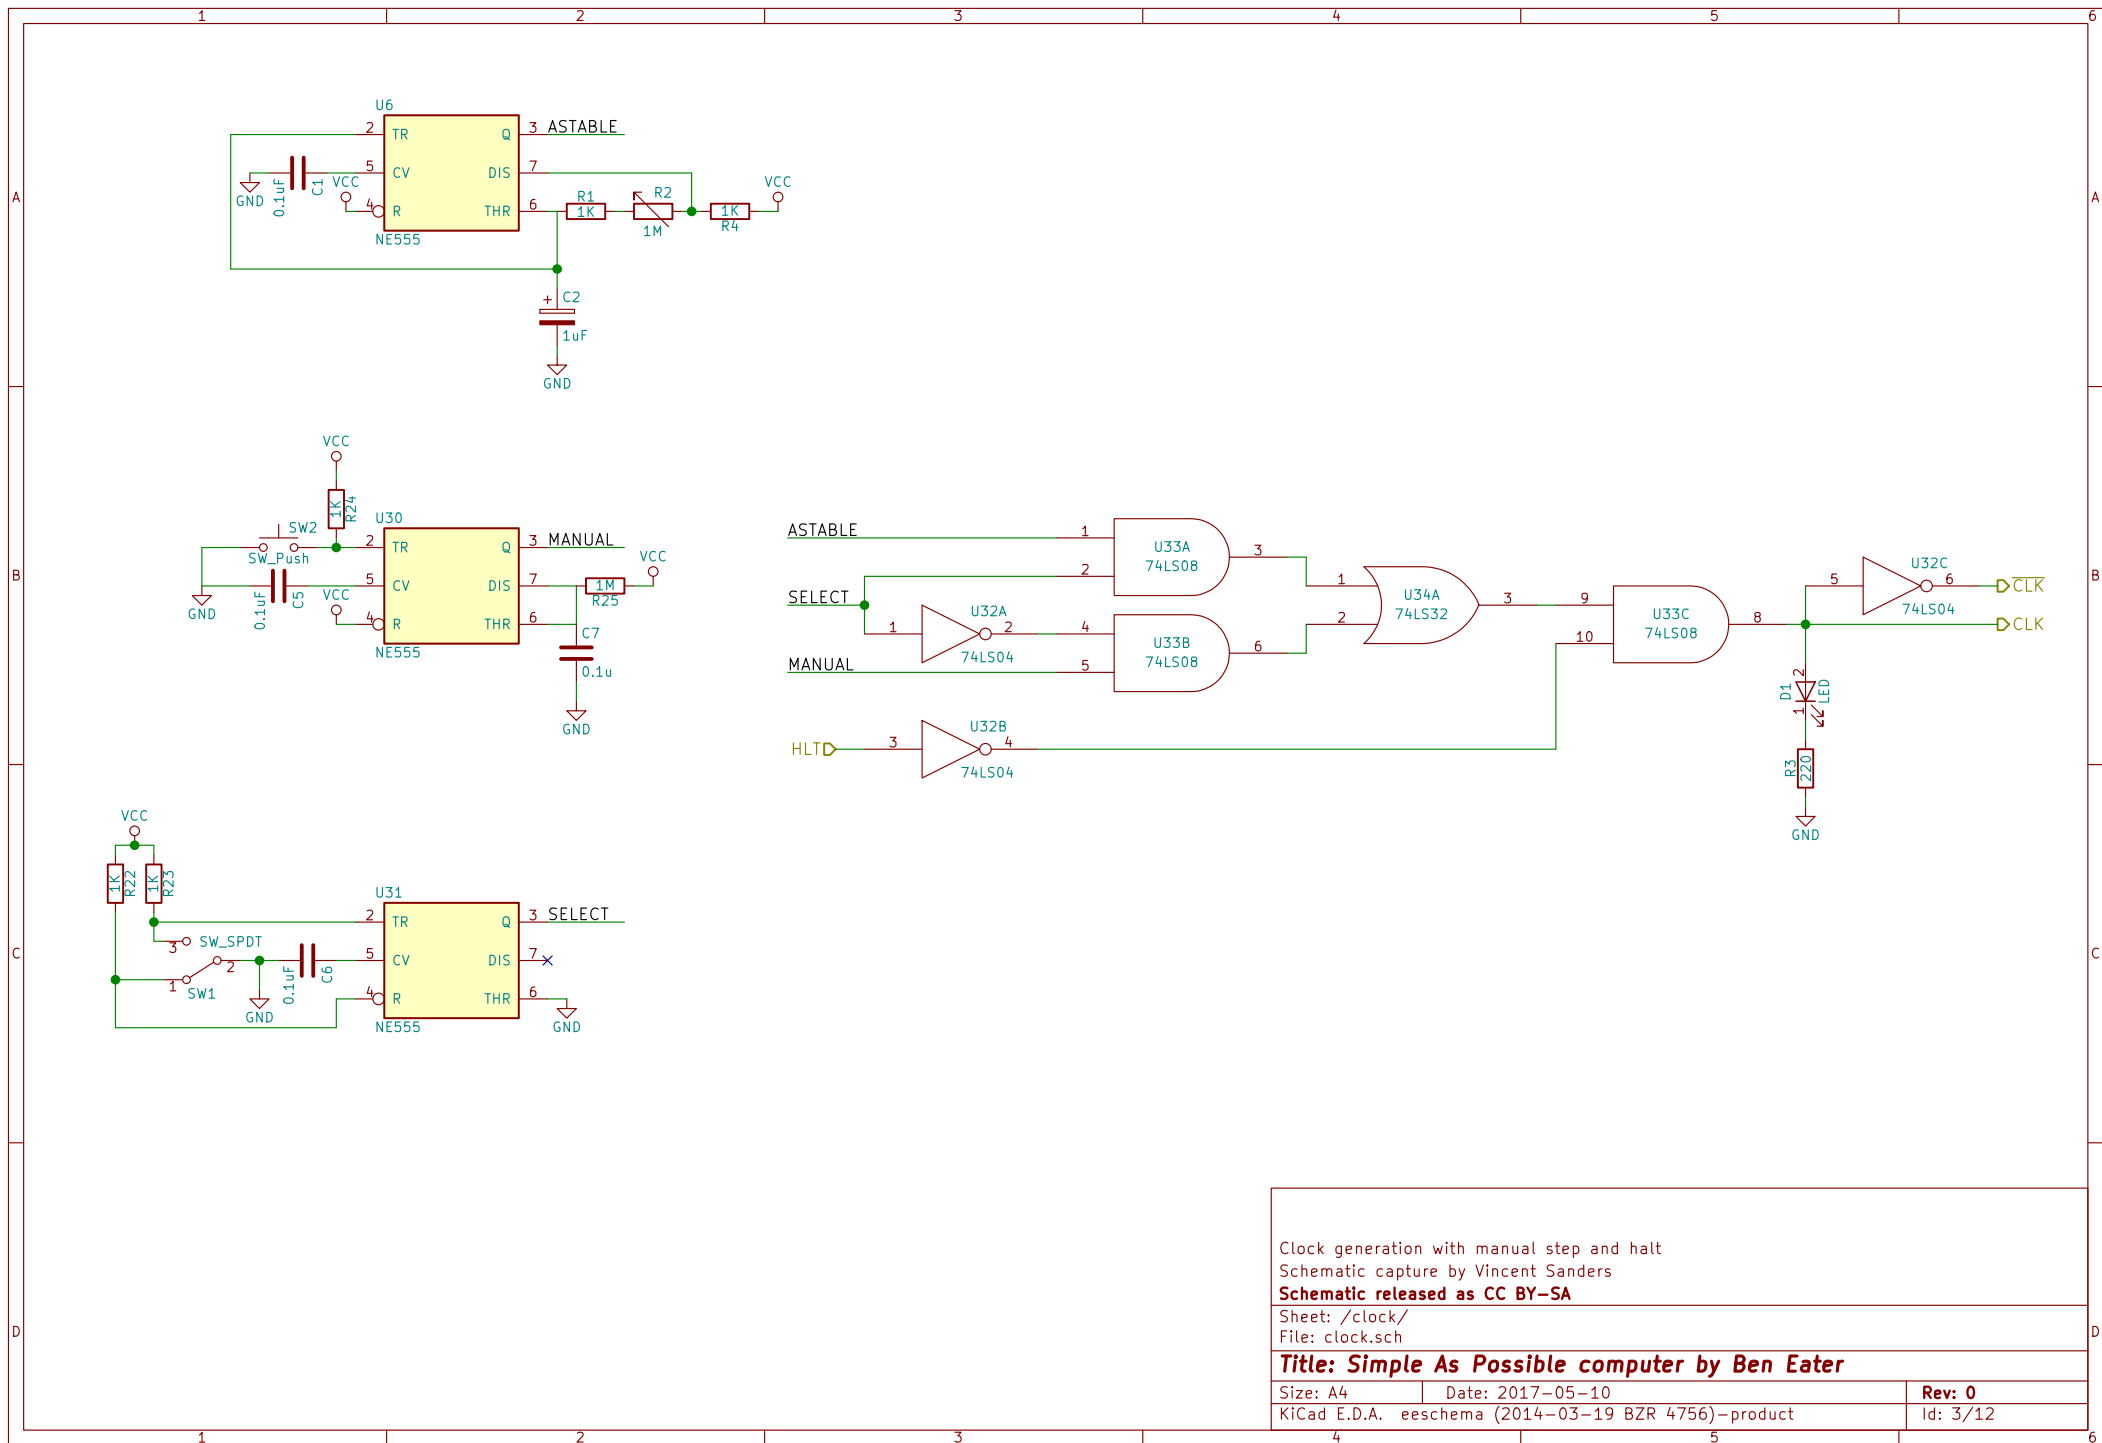 1 2 3 4 5 6
A A
B B
C C
D D
1 2 3 4 5 6
U6
2 TR Q 3 ASTABLE
5 CV DIS 7
4 R THR 6
NE555
GND
0.1uF
C1
VCC
R1
1K
R2
1M
1K
R4
VCC
+ C2
1uF
GND
VCC
1K
R24
SW2
SW_Push
U30
2 TR Q 3 MANUAL
5 CV DIS 7
4 R THR 6
NE555
GND
0.1uF
C5
VCC
VCC
1M
R25
C7
0.1u
GND
VCC
1K
R22
1K
R23
U31
2 TR Q 3 SELECT
5 CV DIS 7
4 R THR 6
NE555
3 SW_SPDT
2
1 SW1
0.1uF
C6
GND
GND
ASTABLE
SELECT
MANUAL
HLT
1 U33A 3
2 74LS08
U32A
1 2
74LS04
4 U33B 6
5 74LS08
U32B
3 4
74LS04
1 U34A 3
2 74LS32
9 U33C 8
10 74LS08
U32C
5 6
74LS04
CLK
CLK
2
D1
LED
1
R3
220
GND
Clock generation with manual step and halt
Schematic capture by Vincent Sanders
Schematic released as CC BY-SA
Sheet: /clock/
File: clock.sch
Title: Simple As Possible computer by Ben Eater
Size: A4 Date: 2017-05-10 Rev: 0
KiCad E.D.A. eeschema (2014-03-19 BZR 4756)-product Id: 3/12